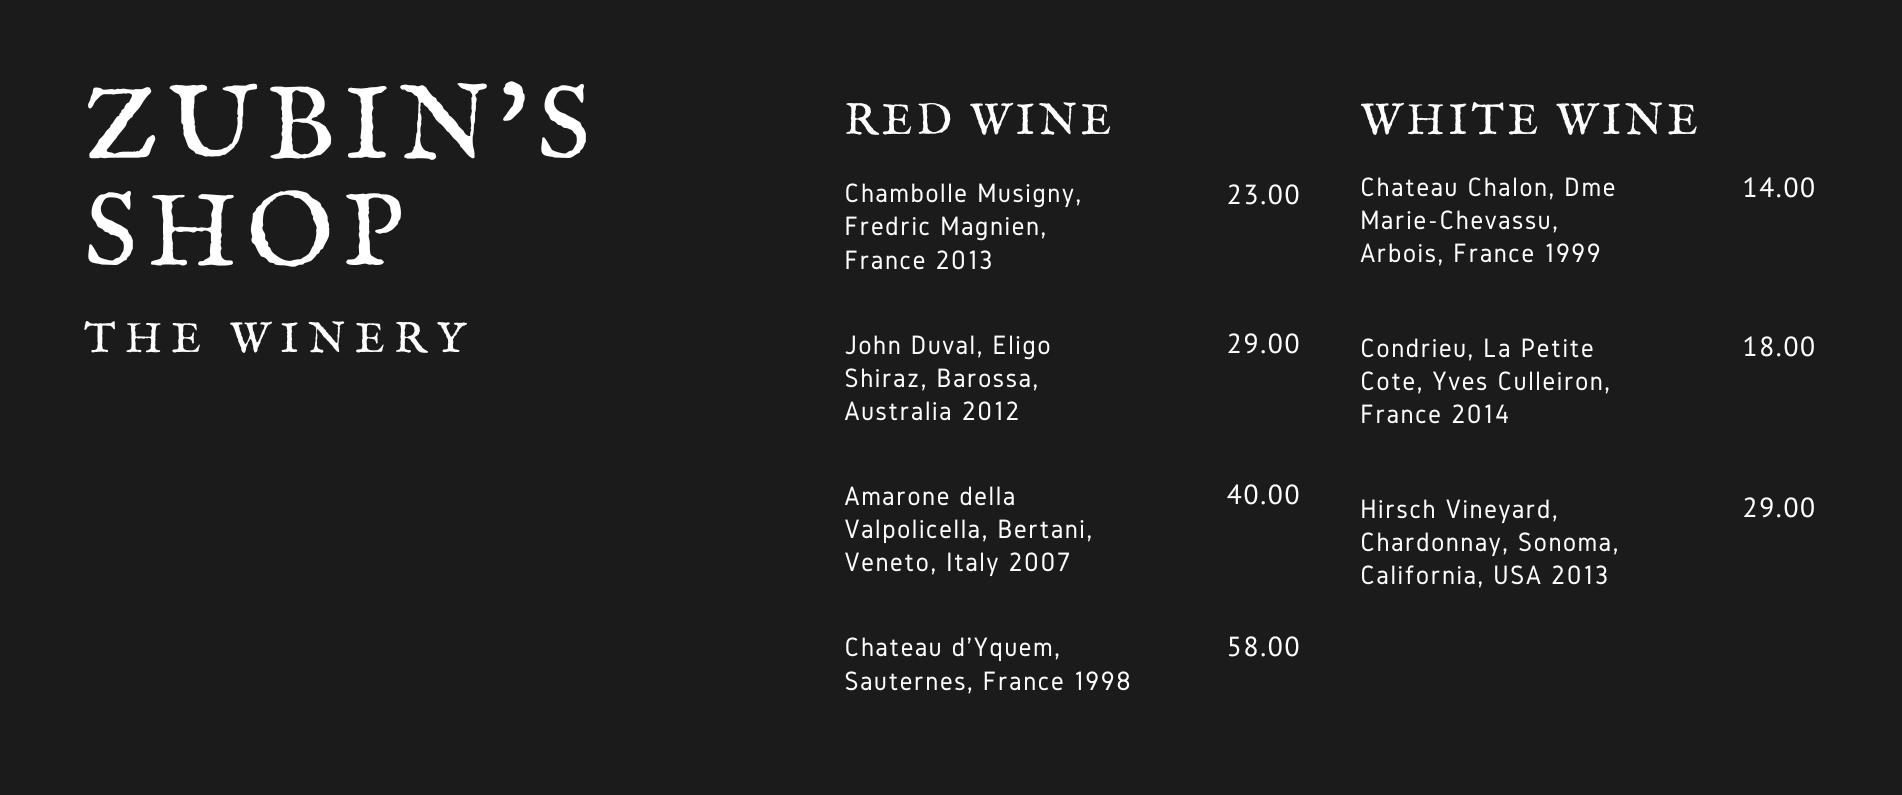 ZUBIN’S
SHOP
THE WINERY
RED WINE
Chambolle Musigny, 23.00
Fredric Magnien,
France 2013
John Duval, Eligo 29.00
Shiraz, Barossa,
Australia 2012
Amarone della 40.00
Valpolicella, Bertani,
Veneto, Italy 2007
Chateau d’Yquem, 58.00
Sauternes, France 1998
WHITE WINE
Chateau Chalon, Dme 14.00
Marie-Chevassu,
Arbois, France 1999
Condrieu, La Petite 18.00
Cote, Yves Culleiron,
France 2014
Hirsch Vineyard, 29.00
Chardonnay, Sonoma,
California, USA 2013